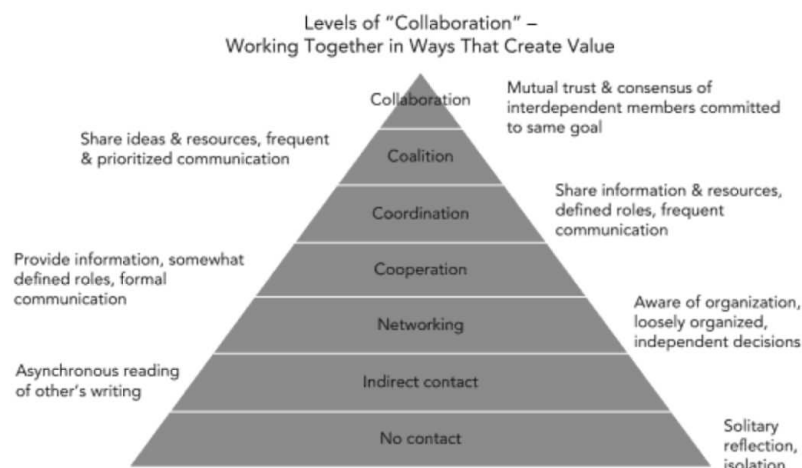 Levels of "Collaboration" –
Working Together in Ways That Create Value
Collaboration
Mutual trust & consensus of
interdependent members committed
to same goal
Share ideas & resources, frequent
& prioritized communication
Coalition
Coordination
Share information & resources,
defined roles, frequent
communication
Provide information, somewhat
defined roles, formal
communication
Cooperation
Networking
Aware of organization,
loosely organized,
independent decisions
Asynchronous reading
of other's writing
Indirect contact
No contact
Solitary
reflection,
isolation